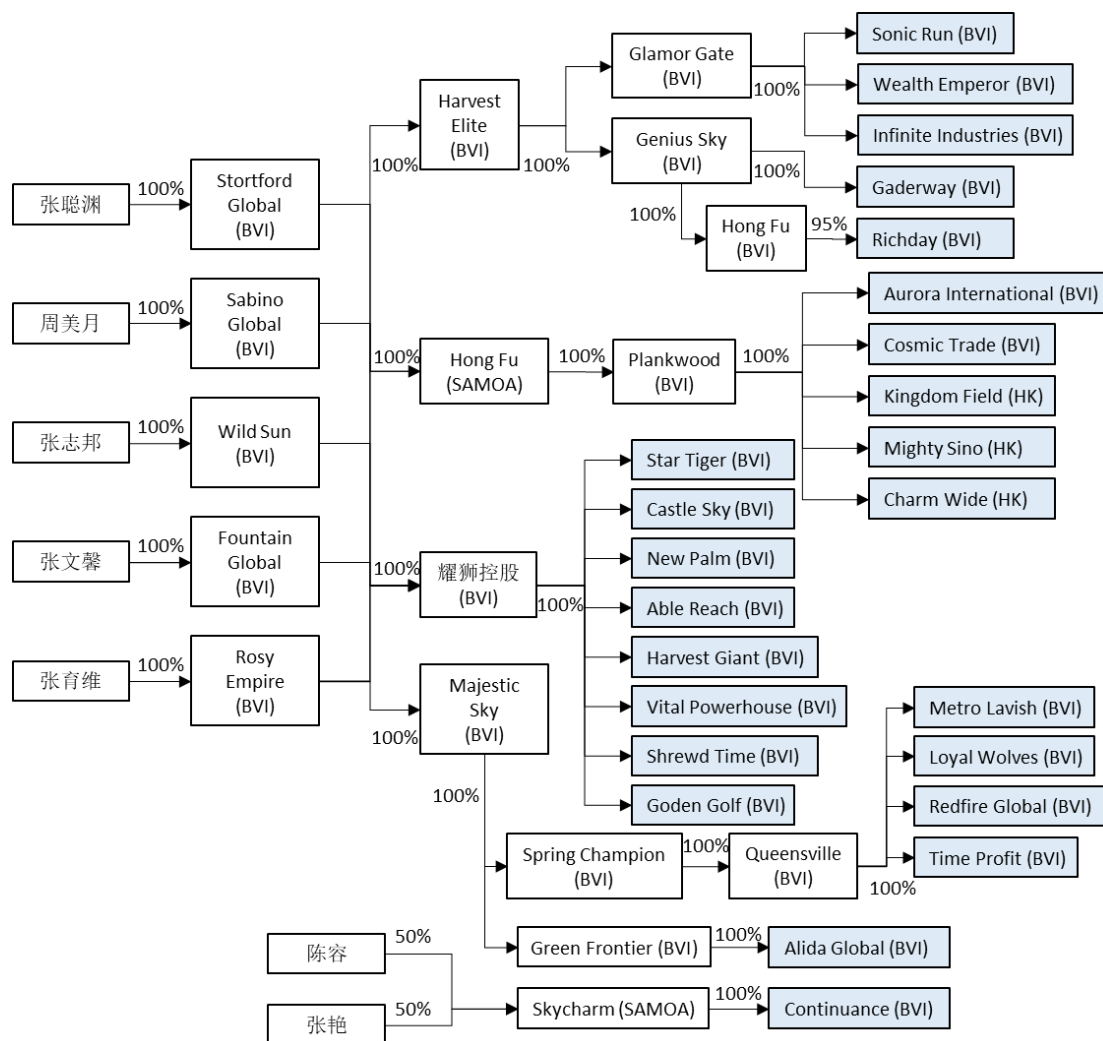 Sonic Run (BVI)
Glamor Gate
(BVI)
100%
Wealth Emperor (BVI)
Harvest
Elite
(BVI)
100%
100%
Infinite Industries (BVI)
Genius Sky
(BVI)
100%
Gaderway (BVI)
100%
Hong Fu
(BVI)
95%
Richday (BVI)
张聪渊
100%
Stortford
Global
(BVI)
周美月
100%
Sabino
Global
(BVI)
100%
Hong Fu
(SAMOA)
100%
Plankwood
(BVI)
100%
Aurora International (BVI)
Cosmic Trade (BVI)
Kingdom Field (HK)
Mighty Sino (HK)
Charm Wide (HK)
张志邦
100%
Wild Sun
(BVI)
张文馨
100%
Fountain
Global
(BVI)
100%
耀狮控股
(BVI)
100%
Star Tiger (BVI)
Castle Sky (BVI)
New Palm (BVI)
Able Reach (BVI)
Harvest Giant (BVI)
Vital Powerhouse (BVI)
Shrewd Time (BVI)
Goden Golf (BVI)
张育维
100%
Rosy
Empire
(BVI)
100%
Majestic
Sky
(BVI)
100%
Spring Champion
(BVI)
100%
Queensville
(BVI)
100%
Metro Lavish (BVI)
Loyal Wolves (BVI)
Redfire Global (BVI)
Time Profit (BVI)
Green Frontier (BVI)
100%
Alida Global (BVI)
陈容
50%
张艳
50%
Skycharm (SAMOA)
100%
Continuance (BVI)